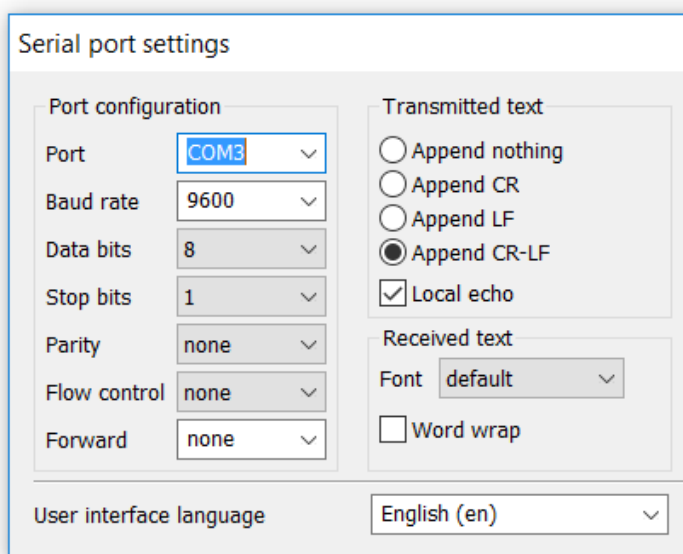 Serial port settings
Port configuration
Port COM3
Baud rate 9600
Data bits 8
Stop bits 1
Parity none
Flow control none
Forward none
Transmitted text
Append nothing
Append CR
Append LF
Append CR-LF
Local echo
Received text
Font default
Word wrap
User interface language English (en)